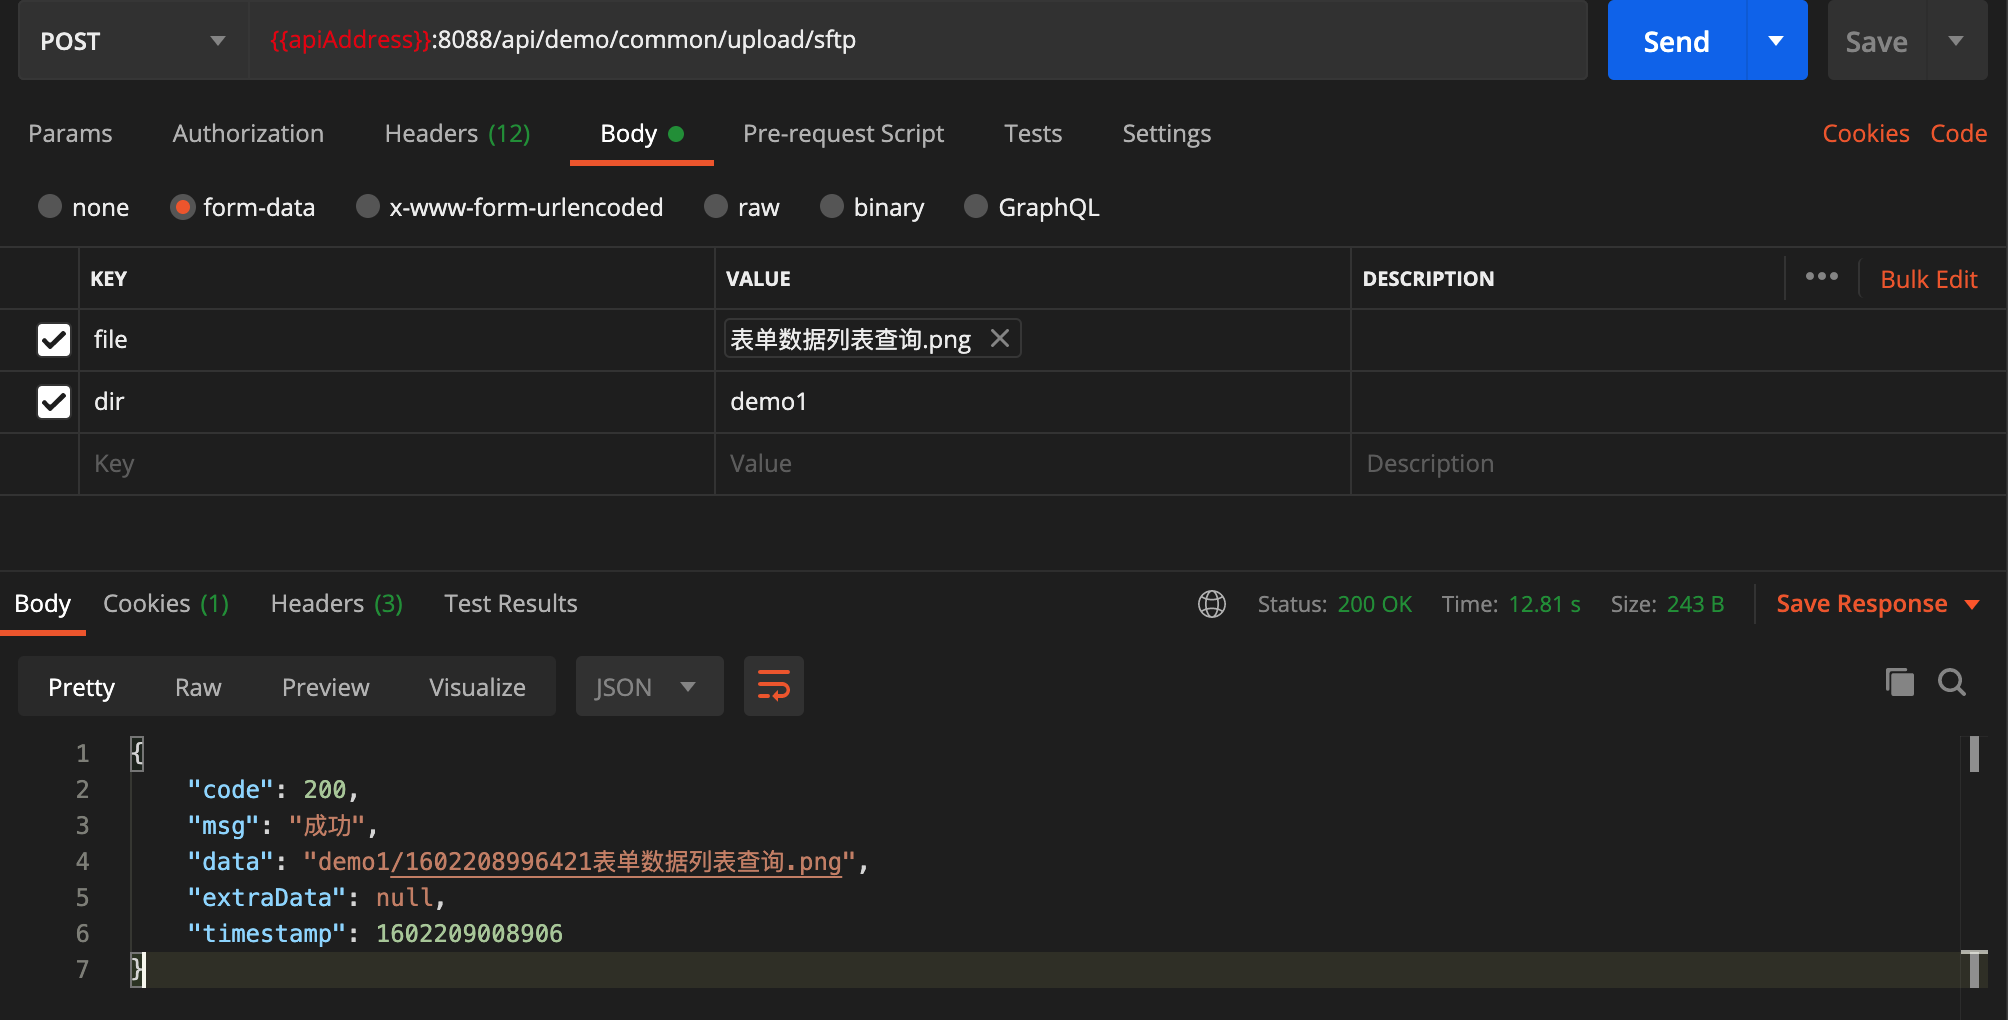 POST {{apiAddress}}:8088/api/demo/common/upload/sftp Send Save
Params Authorization Headers (12) Body Pre-request Script Tests Settings Cookies Code
none form-data x-www-form-urlencoded raw binary GraphQL
KEY VALUE DESCRIPTION ••• Bulk Edit
file 表单数据列表查询.png
dir demo1
Key Value Description
Body Cookies (1) Headers (3) Test Results Status: 200 OK Time: 12.81 s Size: 243 B Save Response
Pretty Raw Preview Visualize JSON
1 {
2 "code": 200,
3 "msg": "成功",
4 "data": "demo1/1602208996421表单数据列表查询.png",
5 "extraData": null,
6 "timestamp": 1602209008906
7 }